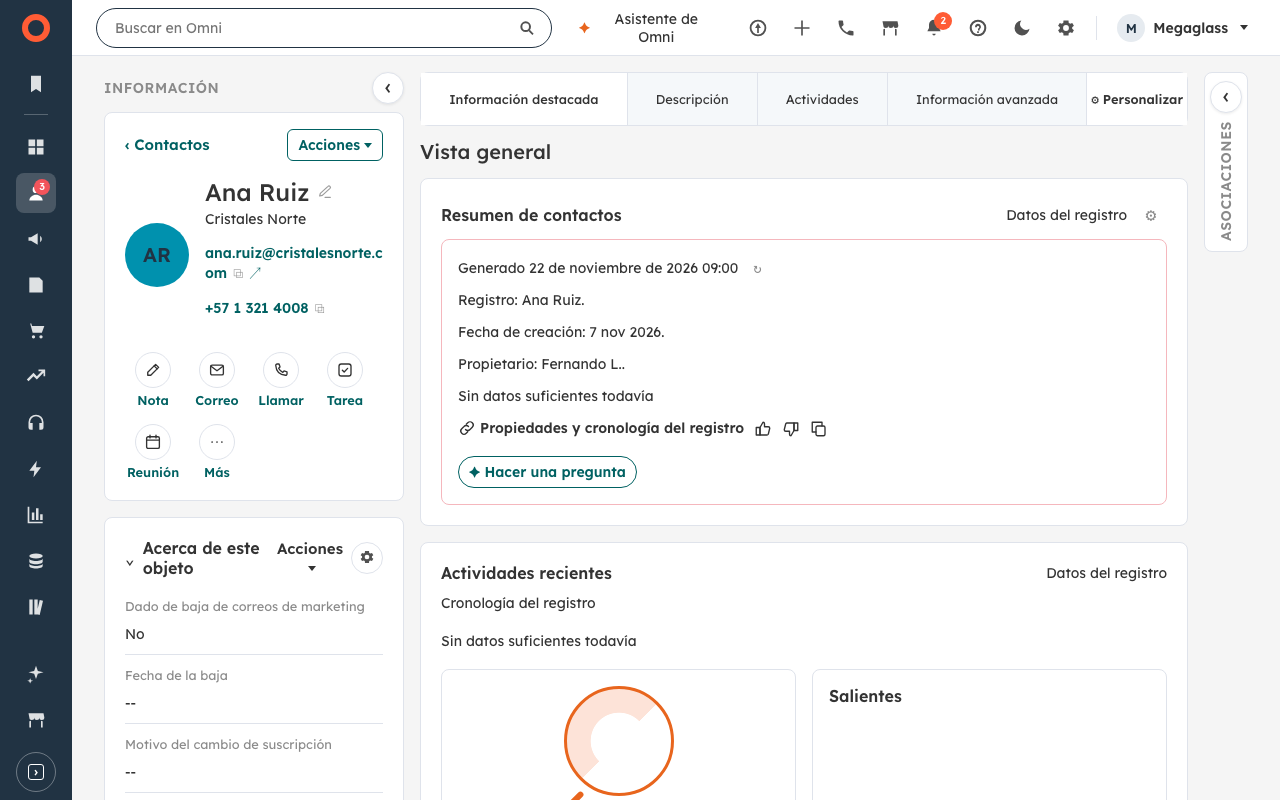 Buscar en Omni
Asistente de
Omni
2
M
Megaglass
3
INFORMACIÓN
Contactos
Acciones
Ana Ruiz
Cristales Norte
AR
ana.ruiz@cristalesnorte.c
om
+57 1 321 4008
Nota
Correo
Llamar
Tarea
Reunión
Más
Acerca de este
objeto
Acciones
Dado de baja de correos de marketing
No
Fecha de la baja
--
Motivo del cambio de suscripción
--
Información destacada
Descripción
Actividades
Información avanzada
Personalizar
Vista general
Resumen de contactos
Datos del registro
Generado 22 de noviembre de 2026 09:00
Registro: Ana Ruiz.
Fecha de creación: 7 nov 2026.
Propietario: Fernando L..
Sin datos suficientes todavía
Propiedades y cronología del registro
Hacer una pregunta
Actividades recientes
Datos del registro
Cronología del registro
Sin datos suficientes todavía
Salientes
ASOCIACIONES